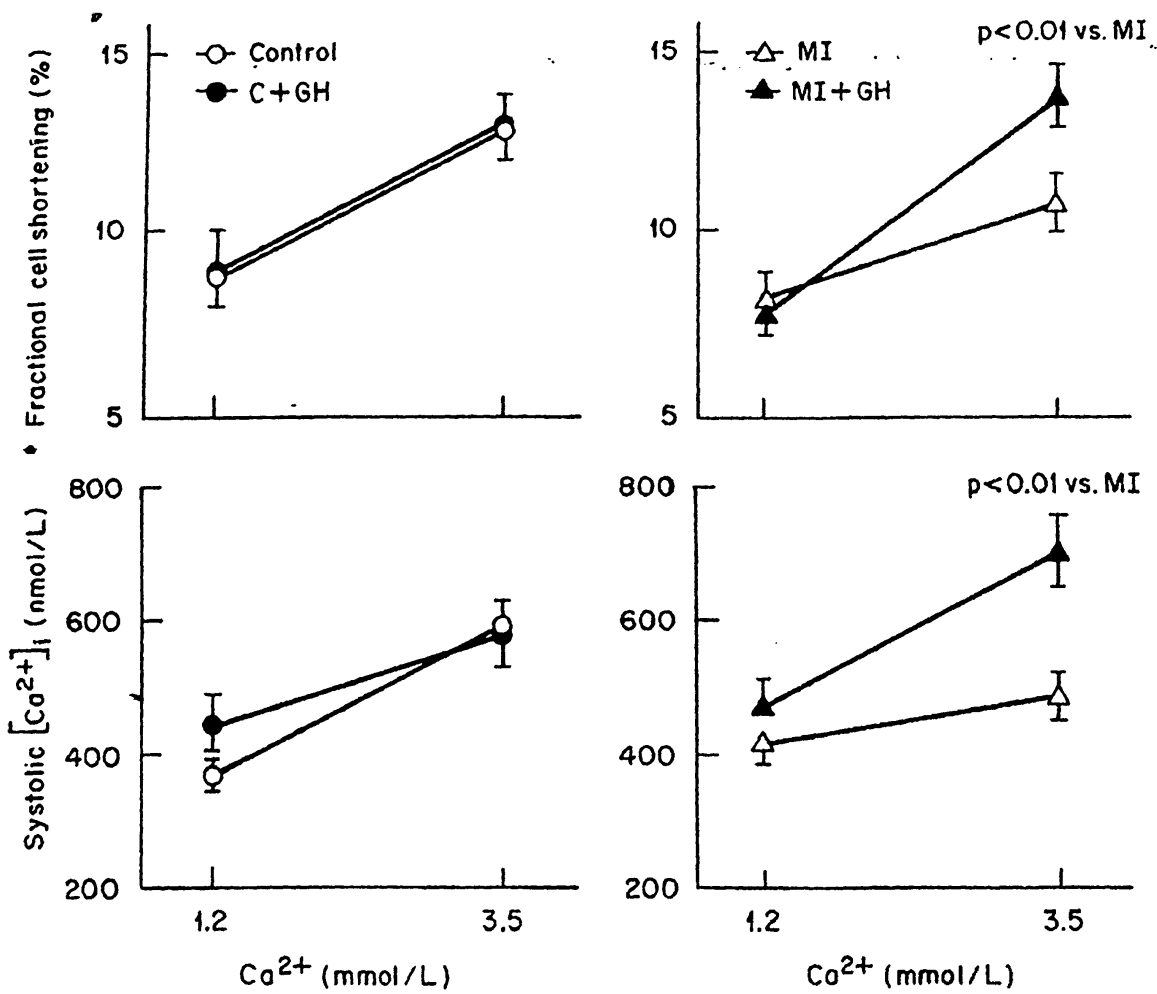 Fractional cell shortening (%)
15
10
5
Control
C+GH
15
10
5
MI
MI+GH
p<0.01 vs. MI
Systolic [Ca²⁺]i (nmol/L)
800
600
400
200
1.2 3.5
Ca²⁺ (mmol/L)
800
600
400
200
p<0.01 vs. MI
1.2 3.5
Ca²⁺ (mmol/L)